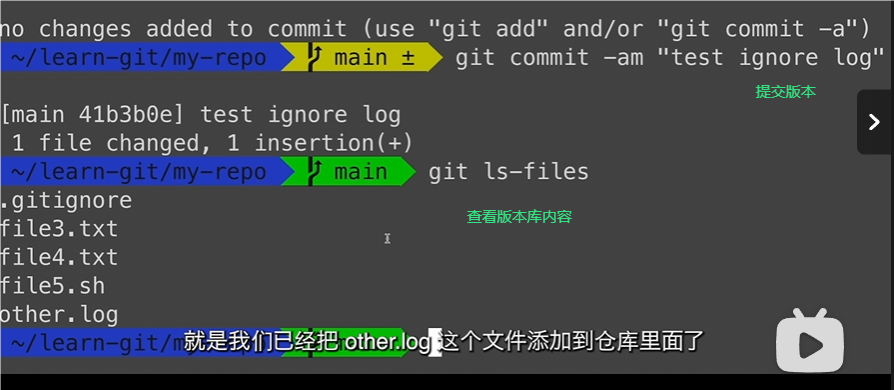 no changes added to commit (use "git add" and/or "git commit -a")
~/learn-git/my-repo main ± git commit -am "test ignore log"
提交版本
[main 41b3b0e] test ignore log
1 file changed, 1 insertion(+)
~/learn-git/my-repo main git ls-files
.gitignore
查看版本库内容
file3.txt
file4.txt
file5.sh
other.log
~/learn-git/my-repo main
就是我们已经把 other.log 这个文件添加到仓库里面了